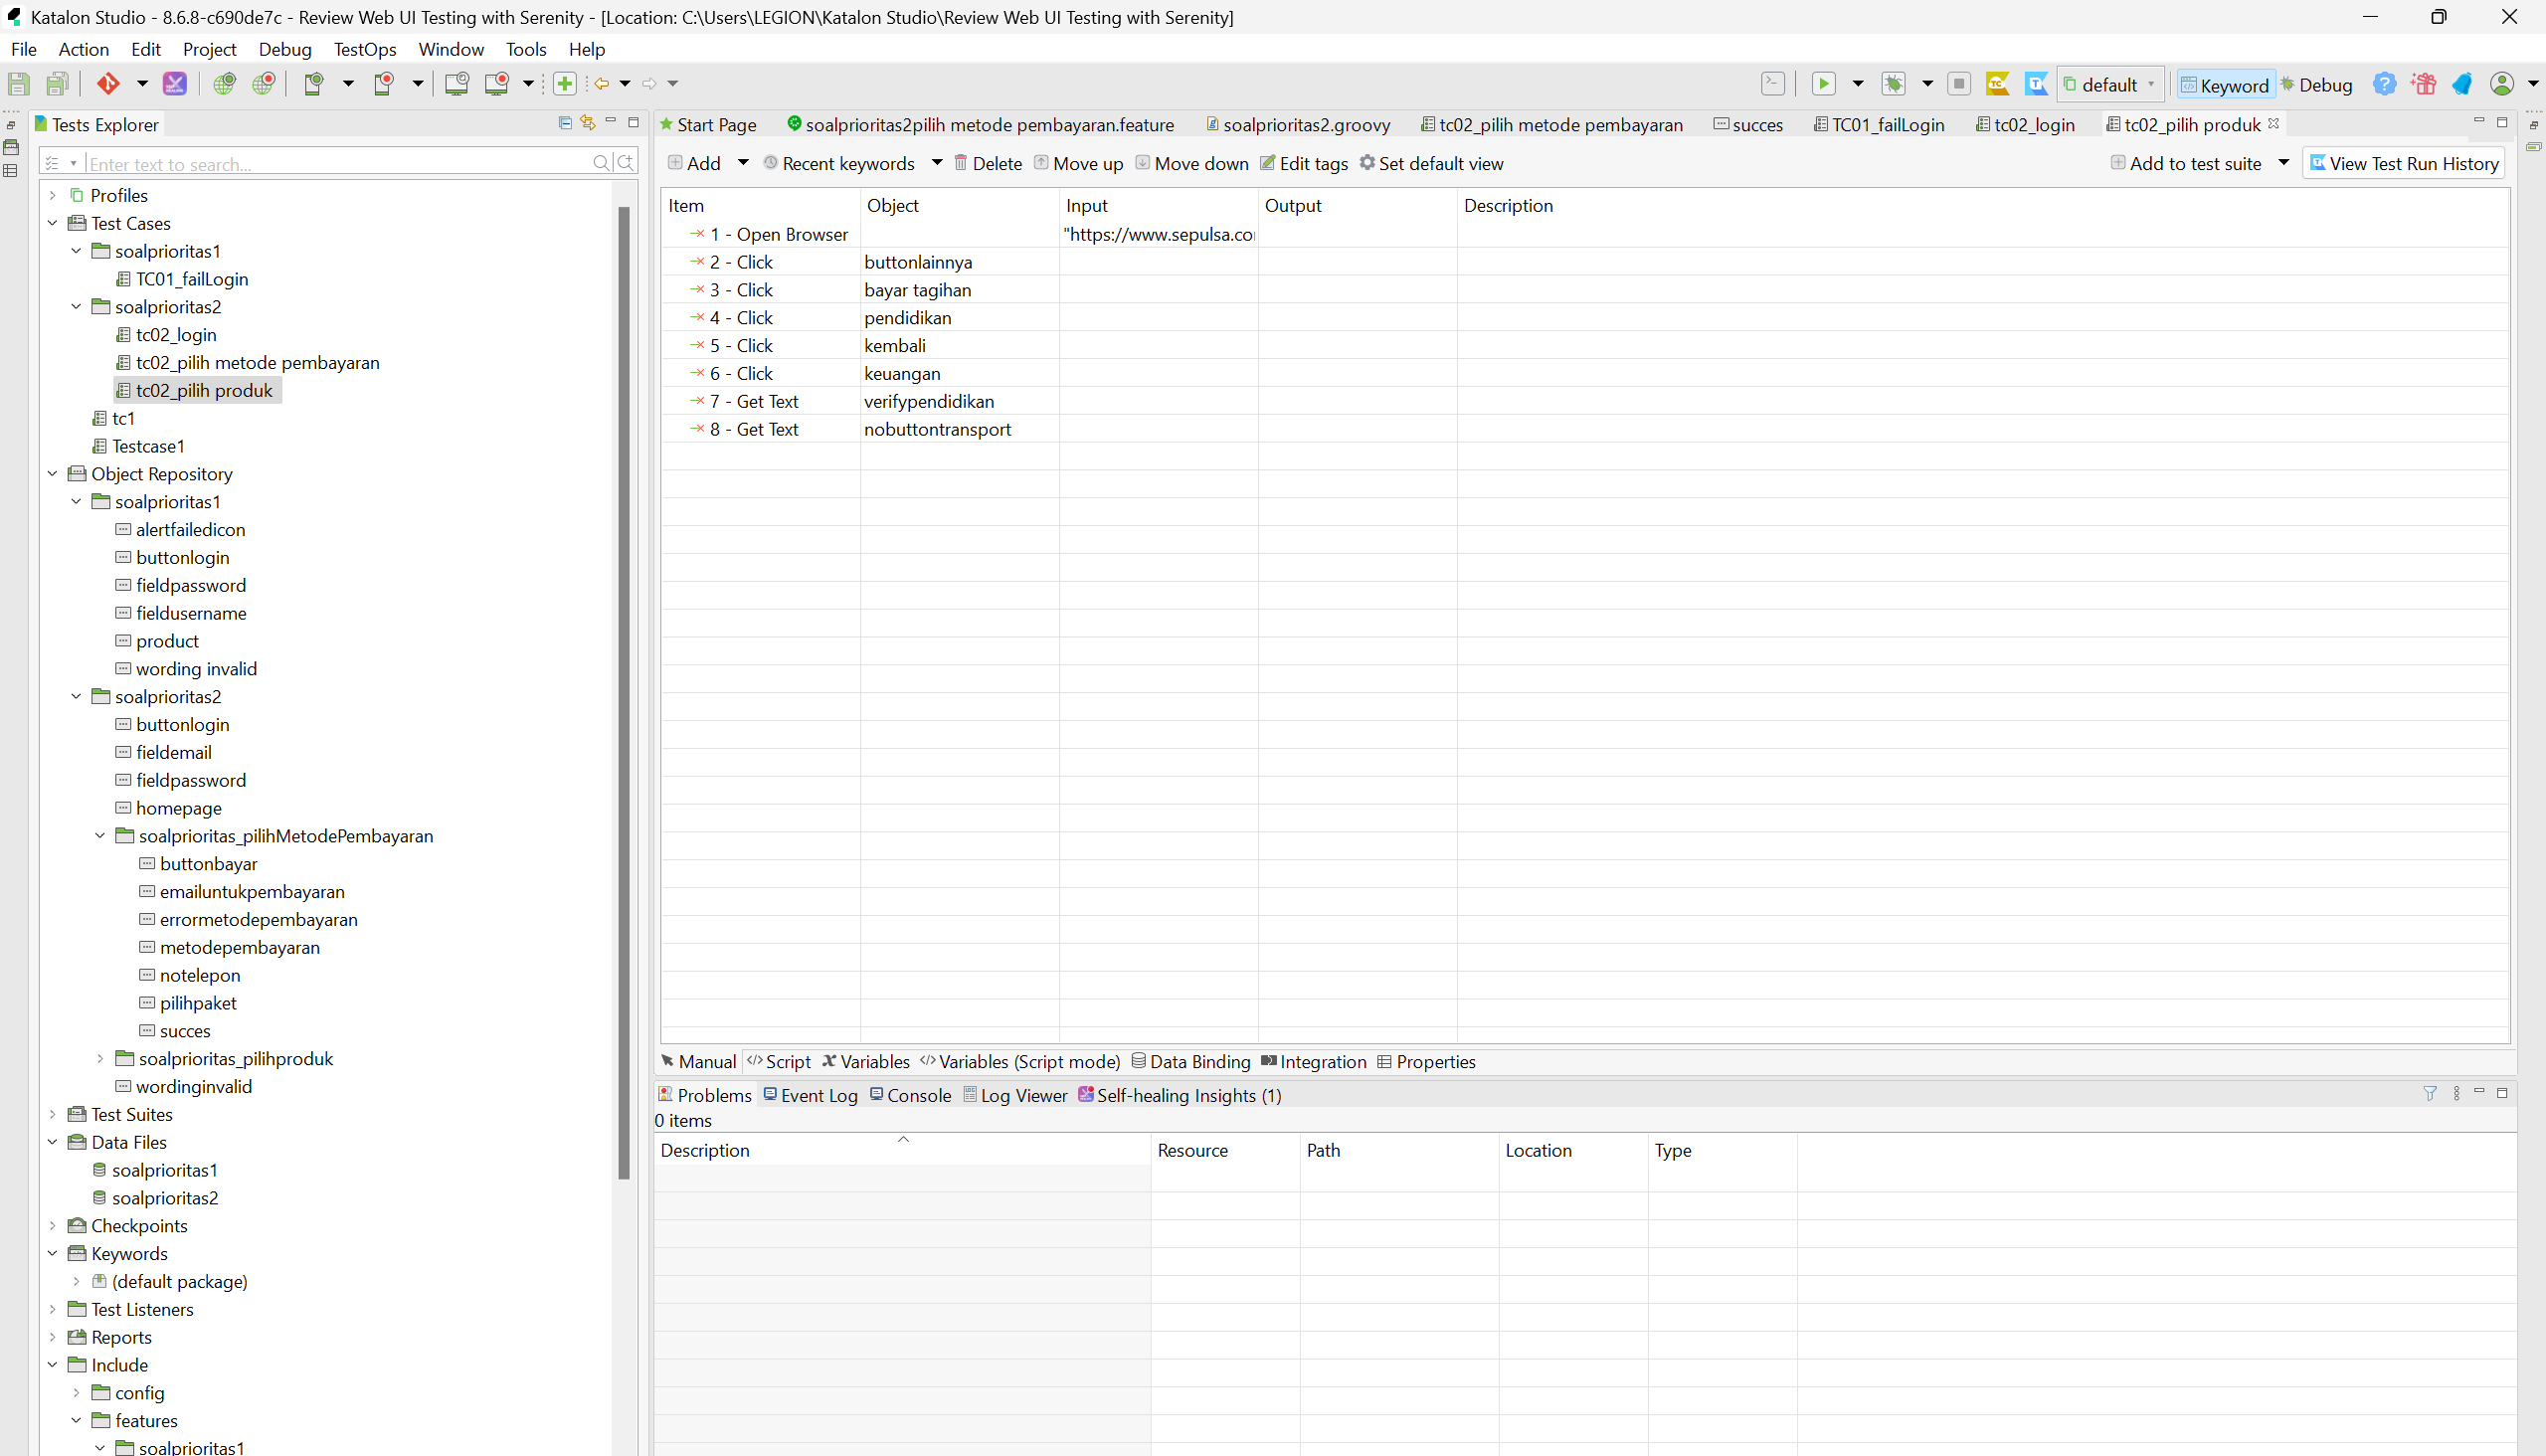 Katalon Studio - 8.6.8-c690de7c - Review Web UI Testing with Serenity - [Location: C:\Users\LEGION\Katalon Studio\Review Web UI Testing with Serenity]
File Action Edit Project Debug TestOps Window Tools Help
default Keyword Debug
Tests Explorer
Enter text to search...
Profiles
Test Cases
soalprioritas1
TC01_failLogin
soalprioritas2
tc02_login
tc02_pilih metode pembayaran
tc02_pilih produk
tc1
Testcase1
Object Repository
soalprioritas1
alertfailedicon
buttonlogin
fieldpassword
fieldusername
product
wording invalid
soalprioritas2
buttonlogin
fieldemail
fieldpassword
homepage
soalprioritas_pilihMetodePembayaran
buttonbayar
emailuntukpembayaran
errormetodepembayaran
metodepembayaran
notelepon
pilihpaket
succes
soalprioritas_pilihproduk
wordinginvalid
Test Suites
Data Files
soalprioritas1
soalprioritas2
Checkpoints
Keywords
(default package)
Test Listeners
Reports
Include
config
features
soalprioritas1
Start Page soalprioritas2pilih metode pembayaran.feature soalprioritas2.groovy tc02_pilih metode pembayaran succes TC01_failLogin tc02_login tc02_pilih produk
Add Recent keywords Delete Move up Move down Edit tags Set default view Add to test suite View Test Run History
Item Object Input Output Description
1 - Open Browser "https://www.sepulsa.co
2 - Click buttonlainnya
3 - Click bayar tagihan
4 - Click pendidikan
5 - Click kembali
6 - Click keuangan
7 - Get Text verifypendidikan
8 - Get Text nobuttontransport
Manual Script Variables Variables (Script mode) Data Binding Integration Properties
Problems Event Log Console Log Viewer Self-healing Insights (1)
0 items
Description Resource Path Location Type